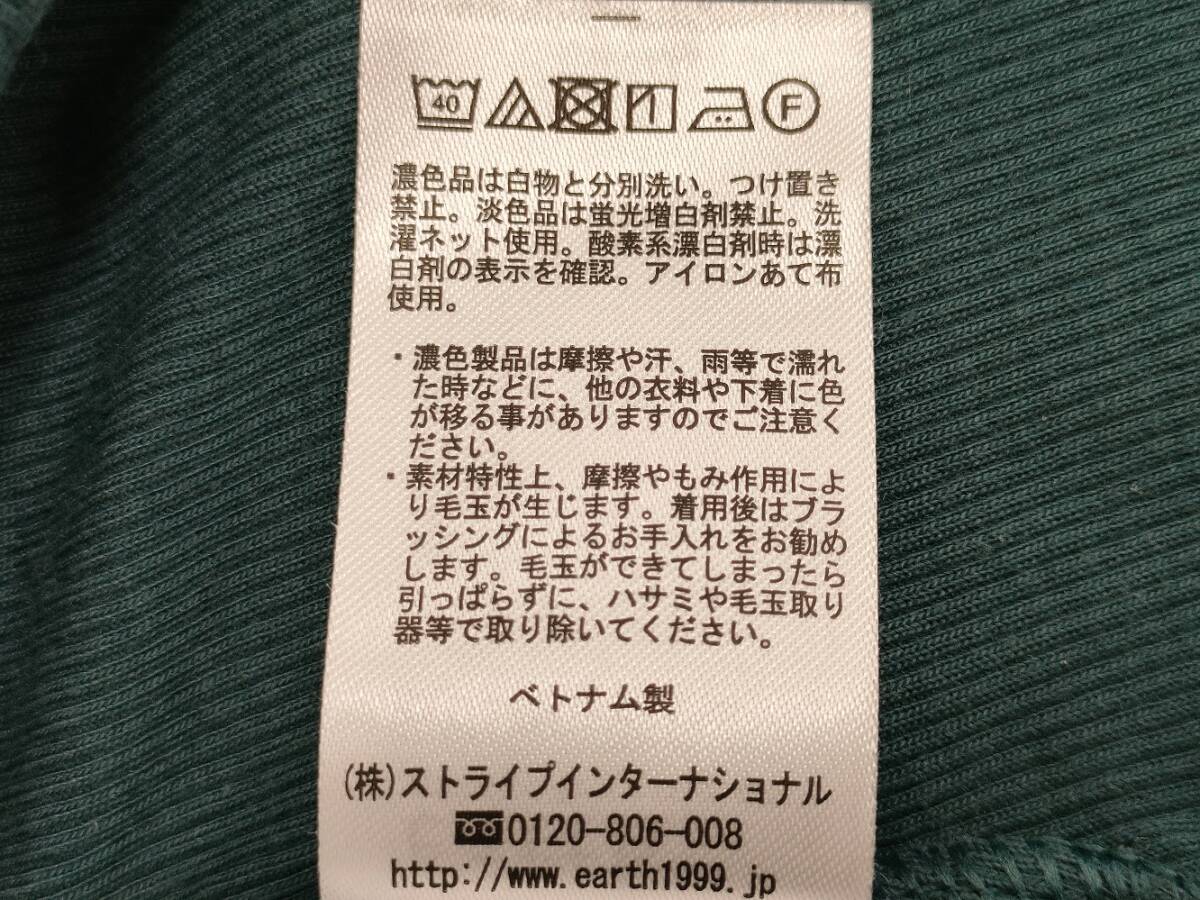 40 F
濃色品は白物と分別洗い。つけ置き
禁止。淡色品は蛍光増白剤禁止。洗
濯ネット使用。酸素系漂白剤時は漂
白剤の表示を確認。アイロンあて布
使用。
・濃色製品は摩擦や汗、雨等で濡れ
た時などに、他の衣料や下着に色
が移る事がありますのでご注意く
ださい。
・素材特性上、摩擦やもみ作用によ
り毛玉が生じます。着用後はブラ
ッシングによるお手入れをお勧め
します。毛玉ができてしまったら
引っぱらずに、ハサミや毛玉取り
器等で取り除いてください。
ベトナム製
(株)ストライプインターナショナル
0120-806-008
http://www.earth1999.jp